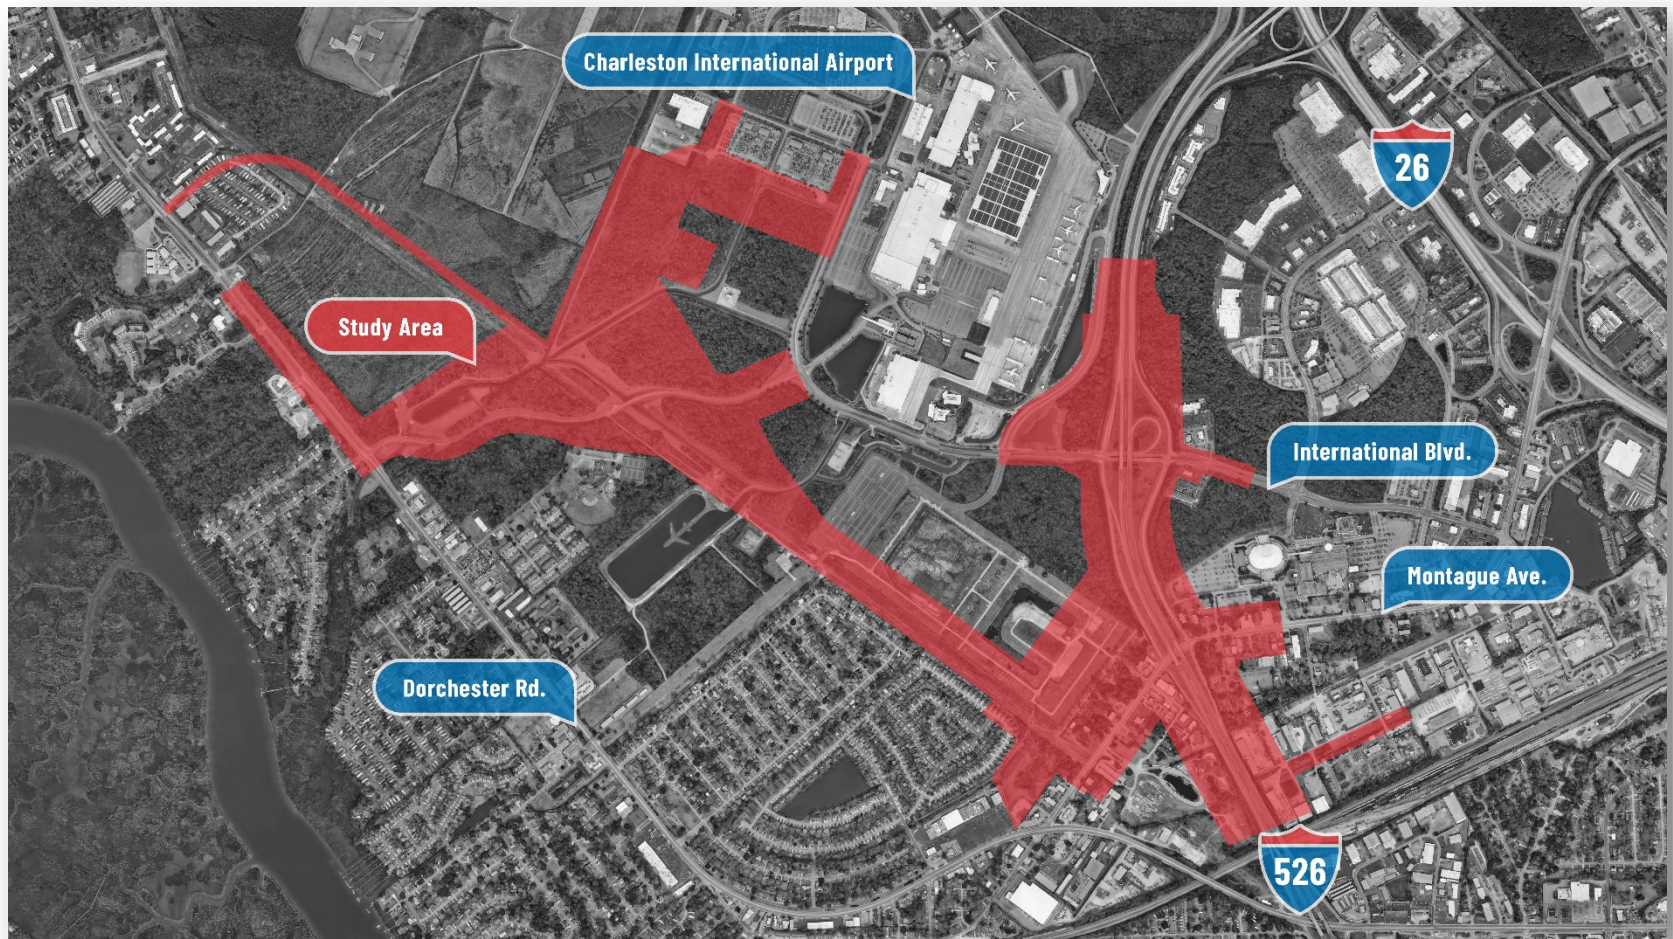 Charleston International Airport
26
Study Area
International Blvd.
Montague Ave.
Dorchester Rd.
526